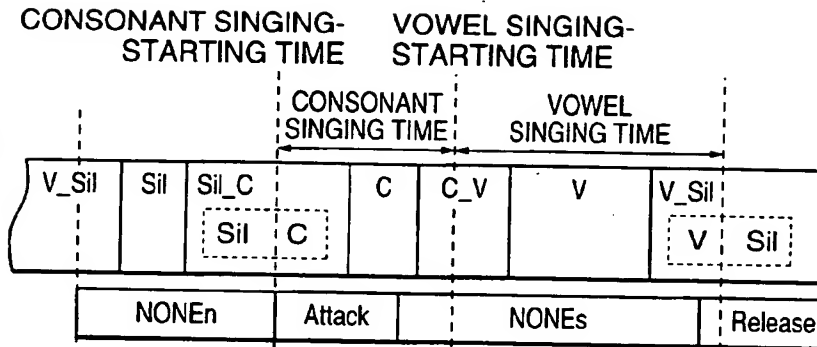 CONSONANT SINGING-
STARTING TIME
VOWEL SINGING-
STARTING TIME
CONSONANT
SINGING TIME
VOWEL
SINGING TIME
V_Sil Sil Sil_C C C_V V V_Sil
Sil C V Sil
NONEn Attack NONEs Release